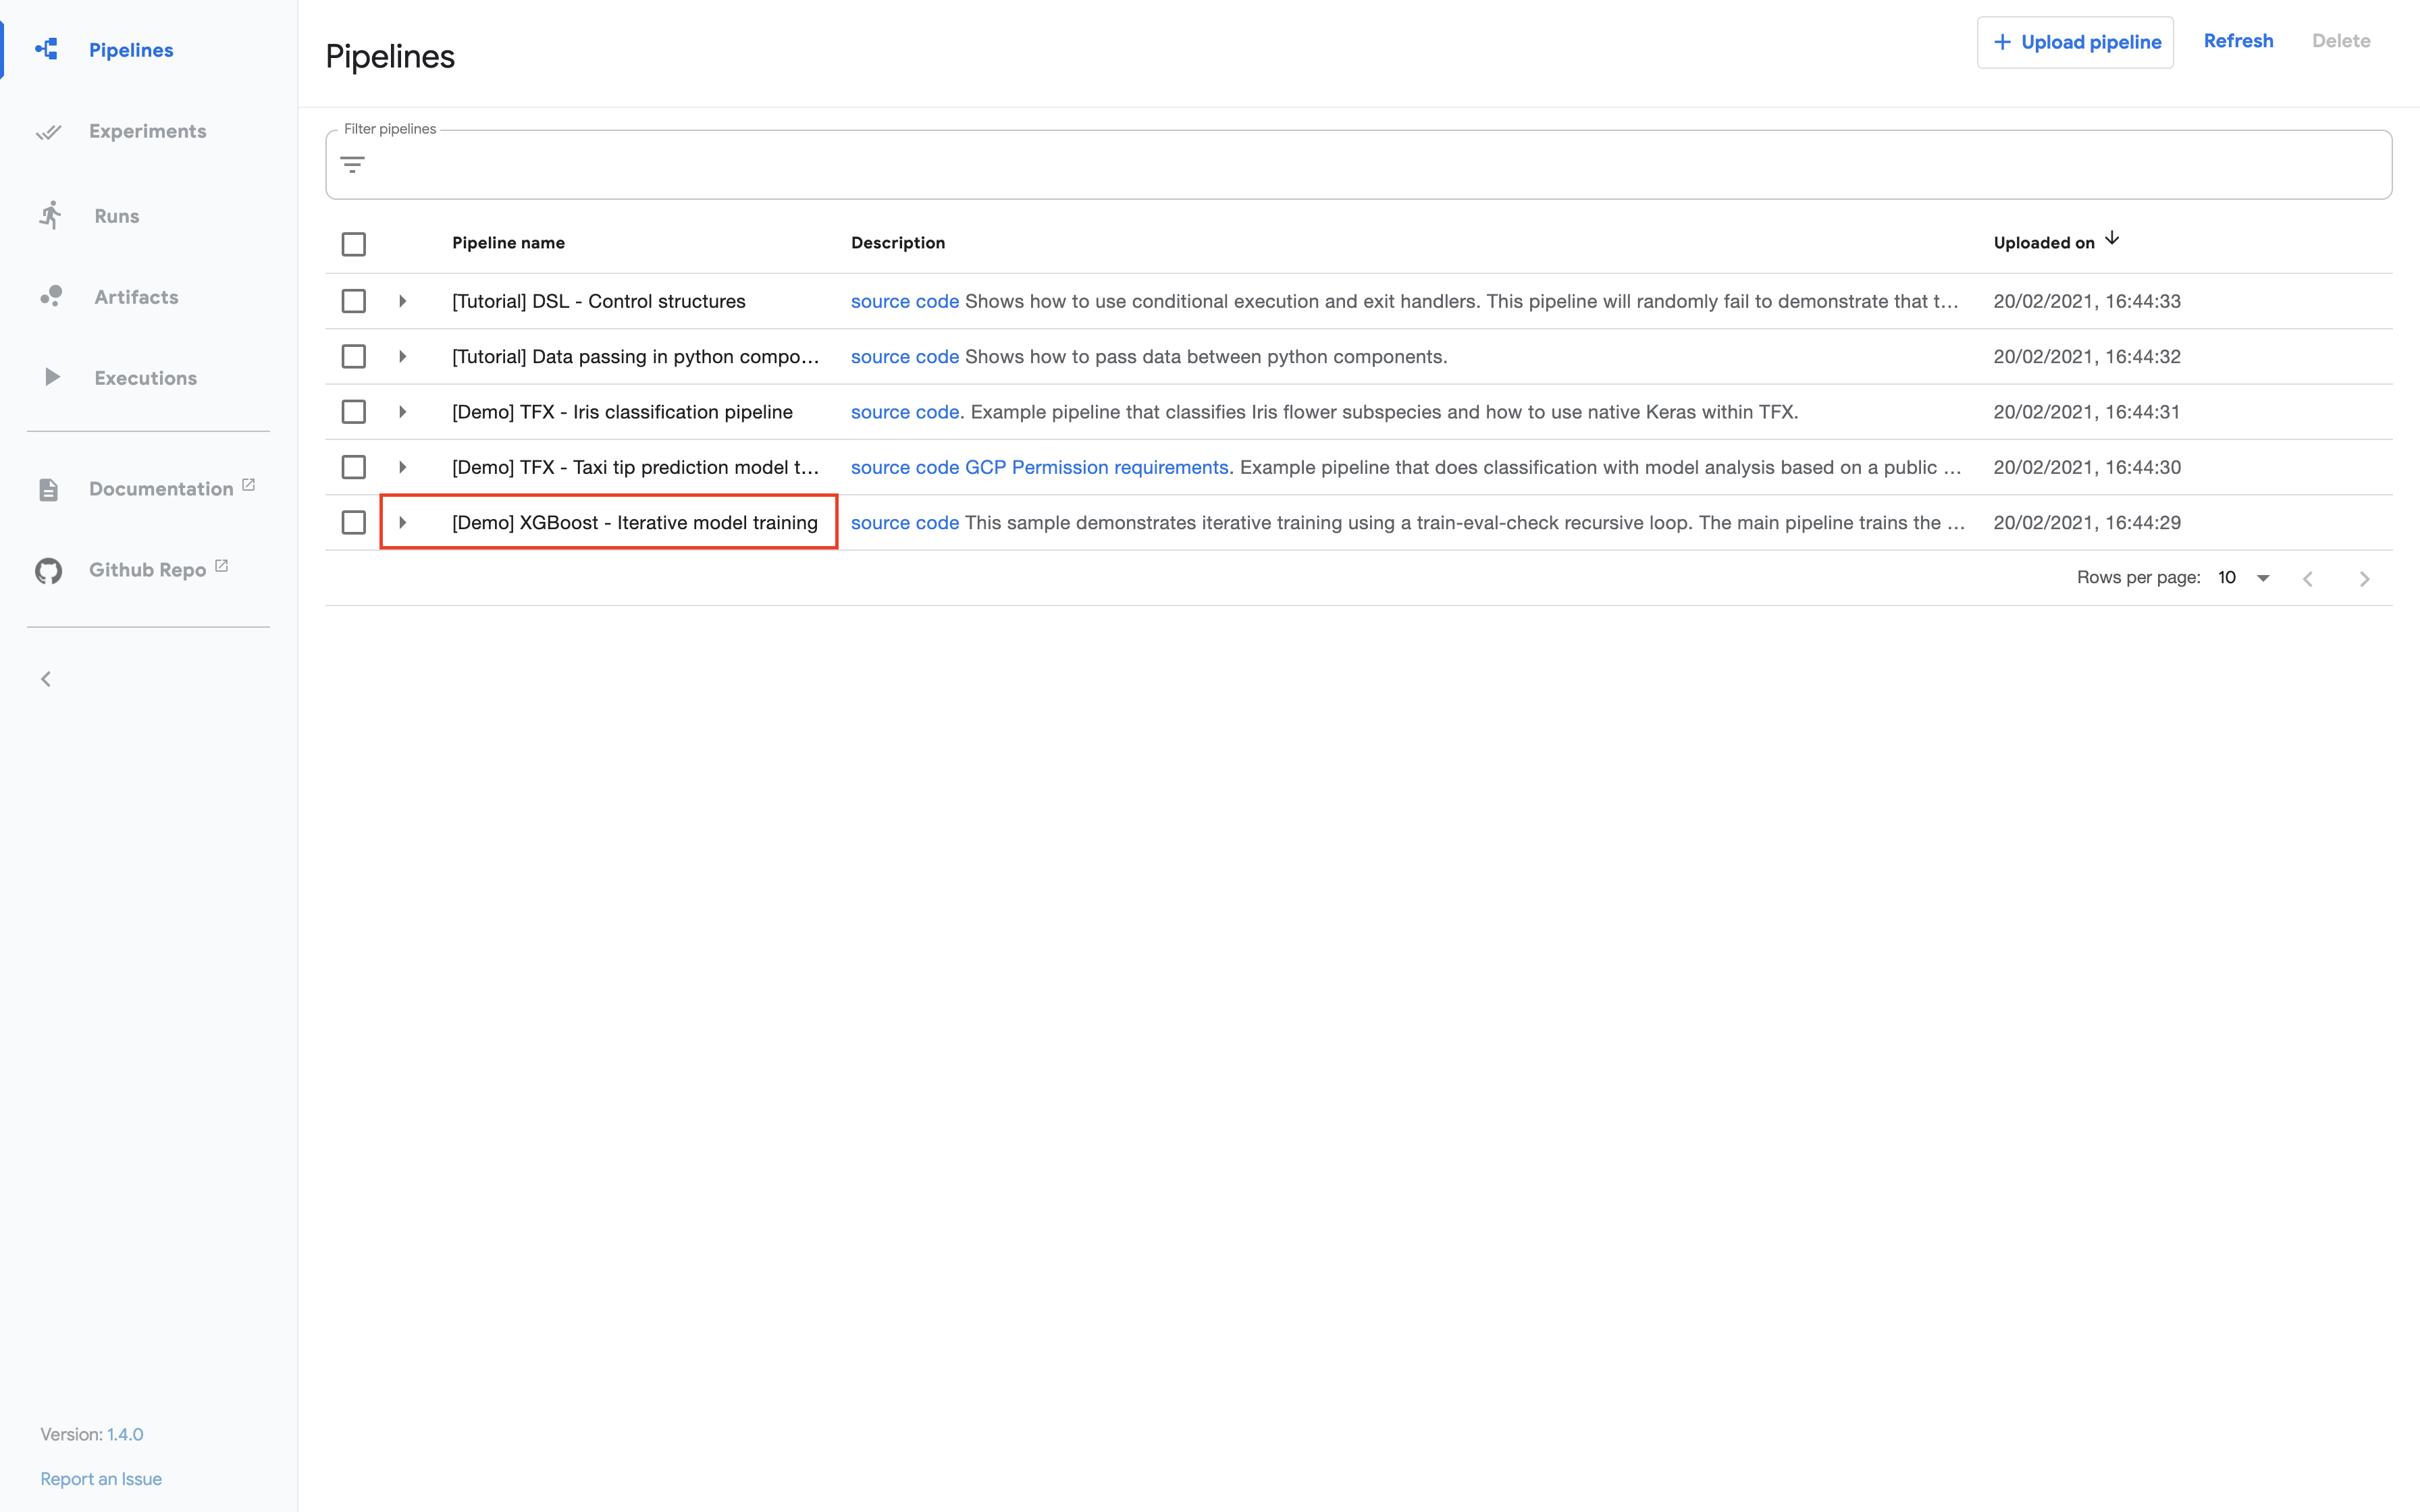 Pipelines
Experiments
Runs
Artifacts
Executions
Documentation
Github Repo
Version: 1.4.0
Report an Issue
Pipelines
+ Upload pipeline Refresh Delete
Filter pipelines
Pipeline name Description Uploaded on
[Tutorial] DSL - Control structures source code Shows how to use conditional execution and exit handlers. This pipeline will randomly fail to demonstrate that t... 20/02/2021, 16:44:33
[Tutorial] Data passing in python compo... source code Shows how to pass data between python components. 20/02/2021, 16:44:32
[Demo] TFX - Iris classification pipeline source code. Example pipeline that classifies Iris flower subspecies and how to use native Keras within TFX. 20/02/2021, 16:44:31
[Demo] TFX - Taxi tip prediction model t... source code GCP Permission requirements. Example pipeline that does classification with model analysis based on a public ... 20/02/2021, 16:44:30
[Demo] XGBoost - Iterative model training source code This sample demonstrates iterative training using a train-eval-check recursive loop. The main pipeline trains the ... 20/02/2021, 16:44:29
Rows per page: 10